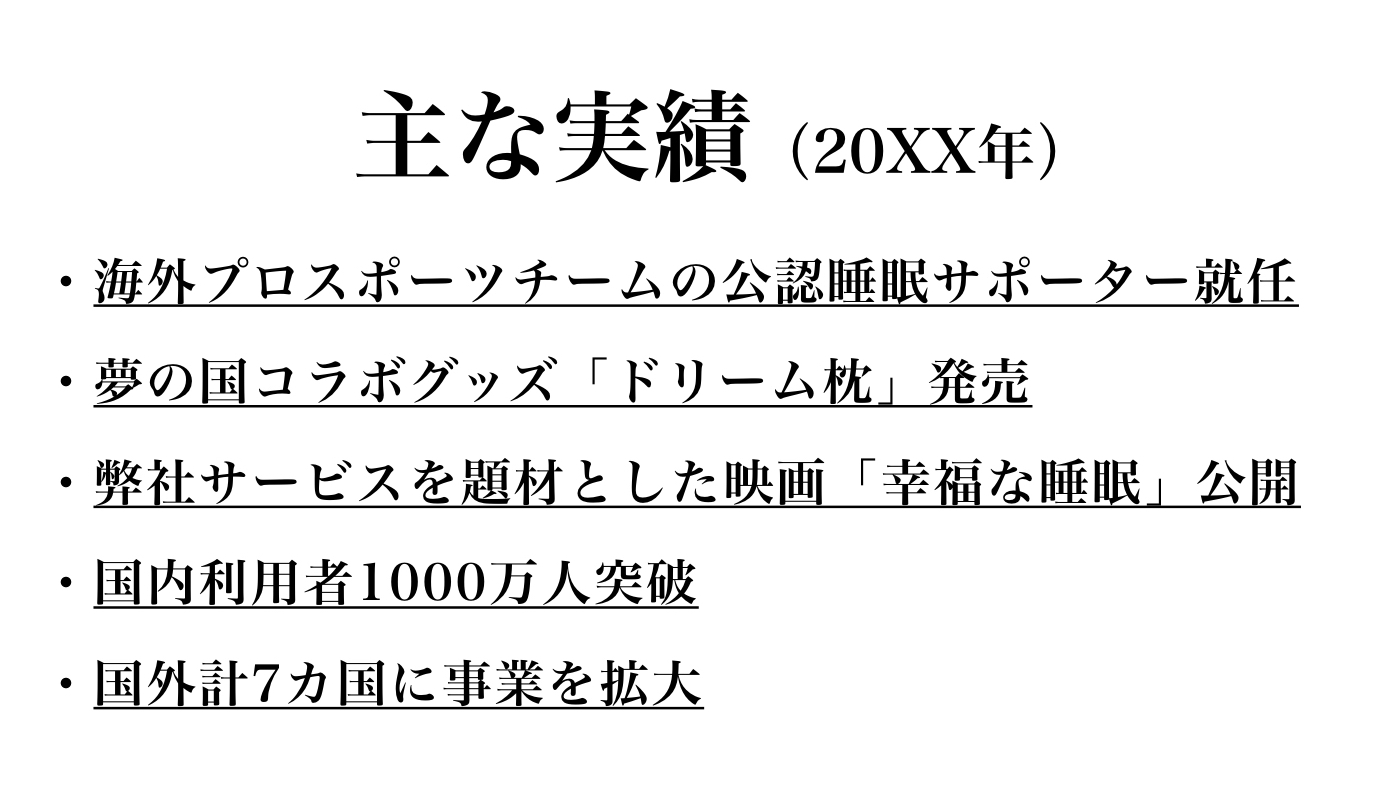 主な実績（20XX年）
・海外プロスポーツチームの公認睡眠サポーター就任
・夢の国コラボグッズ「ドリーム枕」発売
・弊社サービスを題材とした映画「幸福な睡眠」公開
・国内利用者1000万人突破
・国外計7カ国に事業を拡大